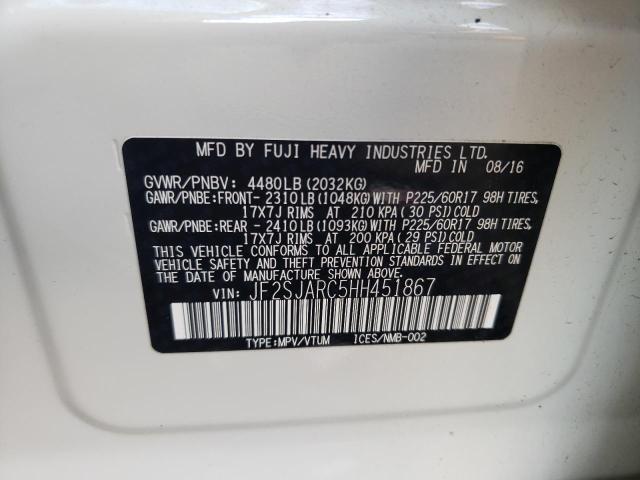 MFD BY FUJI HEAVY INDUSTRIES LTD.
MFD IN 08/16
GVWR/PNBV: 4480LB (2032KG)
GAWR/PNBE:FRONT- 2310LB (1048KG) WITH P225/60R17 98H TIRES,
17X7J RIMS AT 210 KPA ( 30 PSI) COLD
GAWR/PNBE:REAR - 2410LB (1093KG) WITH P225/60R17 98H TIRES,
17X7J RIMS AT 200 KPA ( 29 PSI) COLD
THIS VEHICLE CONFORMS TO ALL APPLICABLE FEDERAL MOTOR
VEHICLE SAFETY AND THEFT PREVENTION STANDARDS IN EFFECT ON
THE DATE OF MANUFACTURE SHOWN ABOVE.
VIN: JF2SJARC5HH451867
TYPE:MPV/VTUM ICES/NMB-002